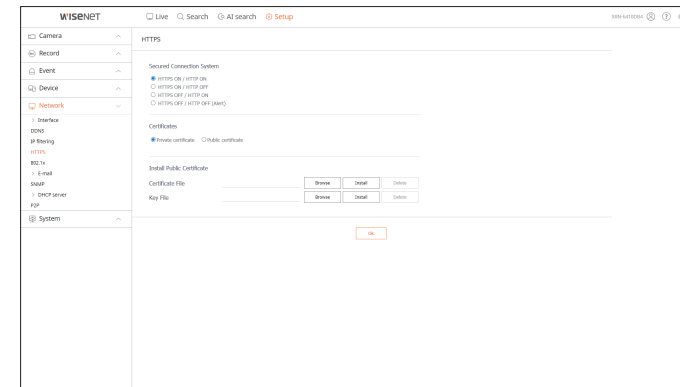 WISENET
Live Search AI search Setup
XRN-6410DB4
Camera
Record
Event
Device
Network
> Interface
DDNS
IP filtering
HTTPS
802.1x
> E-mail
SNMP
> DHCP server
P2P
System
HTTPS
Secured Connection System
HTTPS ON / HTTP ON
HTTPS ON / HTTP OFF
HTTPS OFF / HTTP ON
HTTPS OFF / HTTP OFF (Alert)
Certificates
Private certificate Public certificate
Install Public Certificate
Certificate File Browse Install Delete
Key File Browse Install Delete
OK